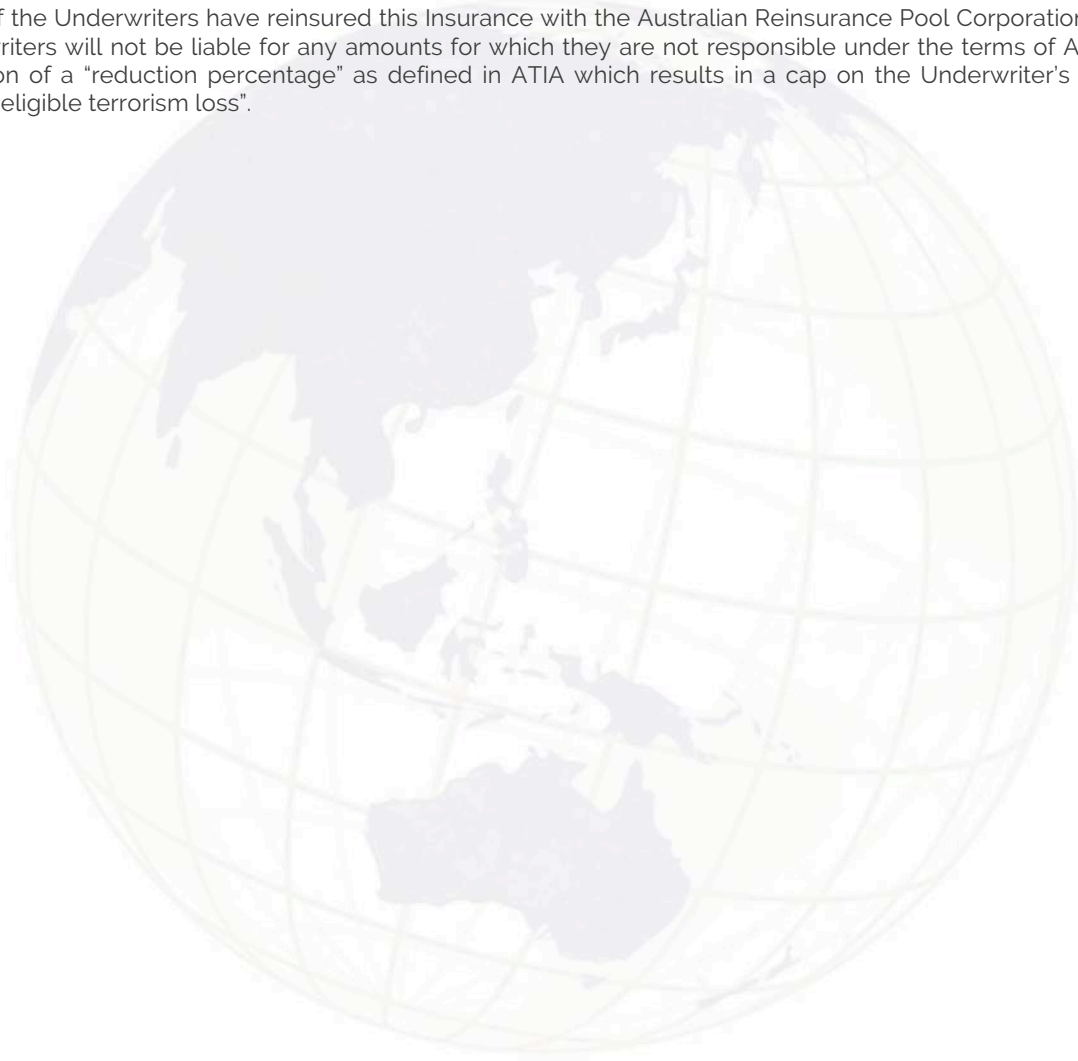 f the Underwriters have reinsured this Insurance with the Australian Reinsurance Pool Corporation
riters will not be liable for any amounts for which they are not responsible under the terms of A
on of a “reduction percentage” as defined in ATIA which results in a cap on the Underwriter’s
eligible terrorism loss”.